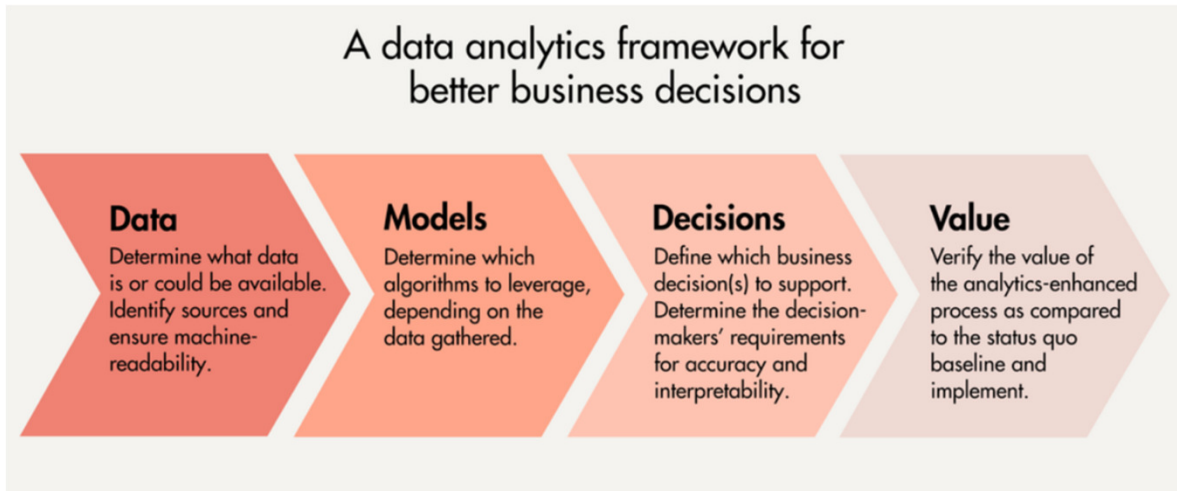 A data analytics framework for
better business decisions
Data
Determine what data
is or could be available.
Identify sources and
ensure machine-
readability.
Models
Determine which
algorithms to leverage,
depending on the
data gathered.
Decisions
Define which business
decision(s) to support.
Determine the decision-
makers’ requirements
for accuracy and
interpretability.
Value
Verify the value of
the analytics-enhanced
process as compared
to the status quo
baseline and
implement.